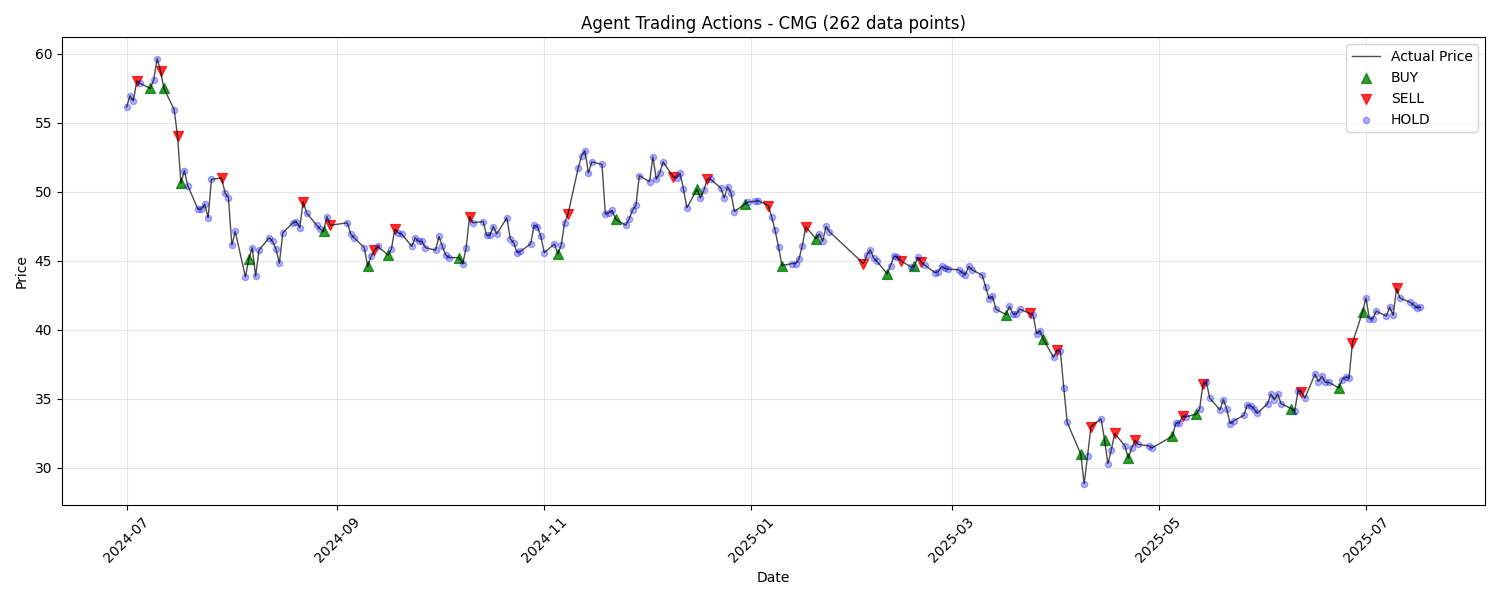 Agent Trading Actions - CMG (262 data points)
Actual Price
BUY
SELL
HOLD
Price
60
55
50
45
40
35
30
2024-07
2024-09
2024-11
2025-01
2025-03
2025-05
2025-07
Date